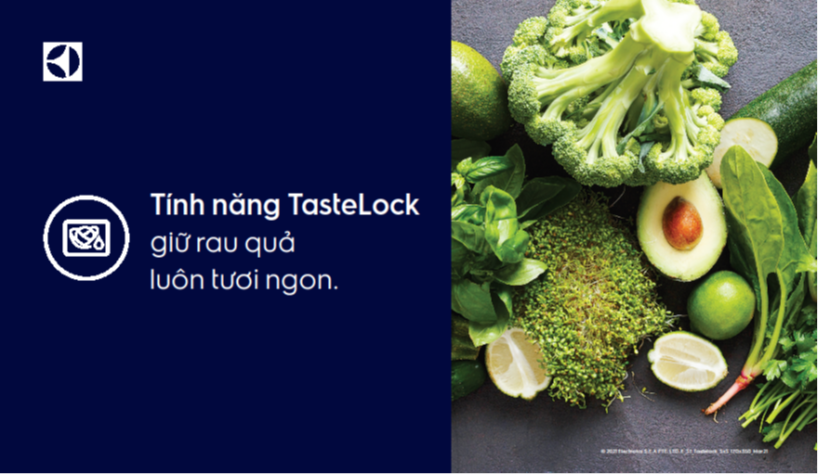 Tính năng TasteLock
giữ rau quả
luôn tươi ngon.